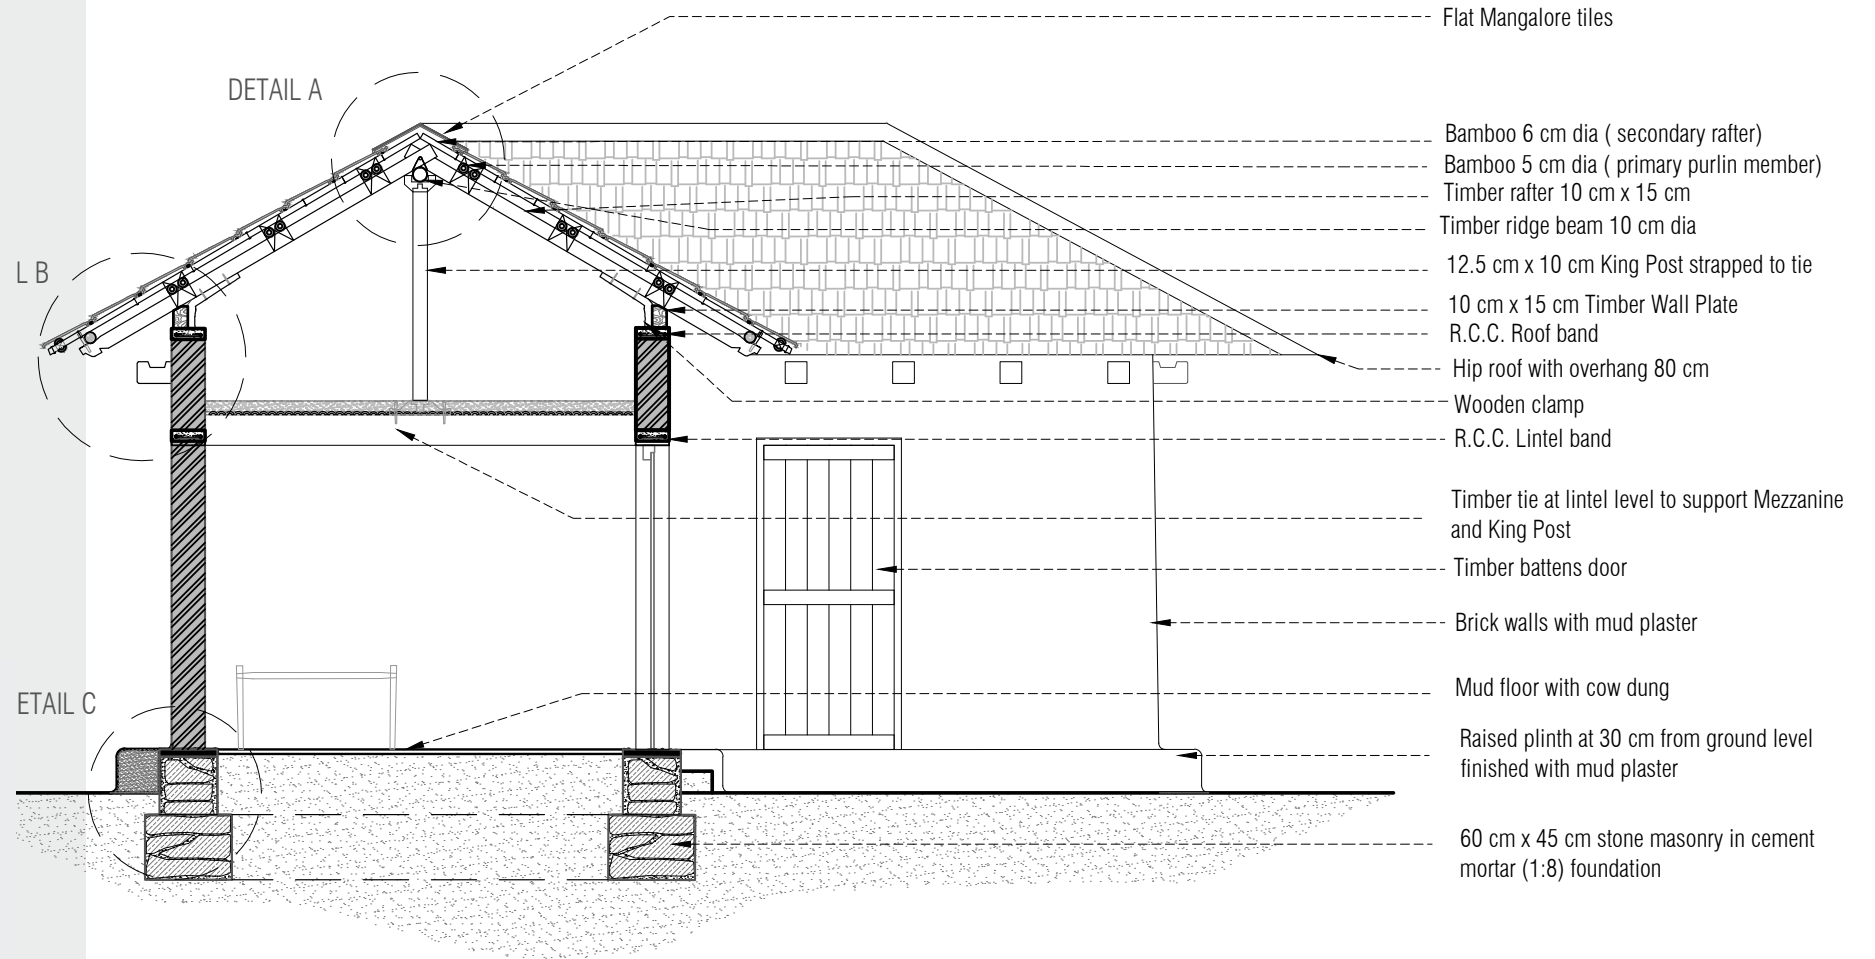 Flat Mangalore tiles
DETAIL A
Bamboo 6 cm dia ( secondary rafter)
Bamboo 5 cm dia ( primary purlin member)
Timber rafter 10 cm x 15 cm
Timber ridge beam 10 cm dia
L B
12.5 cm x 10 cm King Post strapped to tie
10 cm x 15 cm Timber Wall Plate
R.C.C. Roof band
Hip roof with overhang 80 cm
Wooden clamp
R.C.C. Lintel band
Timber tie at lintel level to support Mezzanine
and King Post
Timber battens door
Brick walls with mud plaster
Mud floor with cow dung
ETAIL C
Raised plinth at 30 cm from ground level
finished with mud plaster
60 cm x 45 cm stone masonry in cement
mortar (1:8) foundation